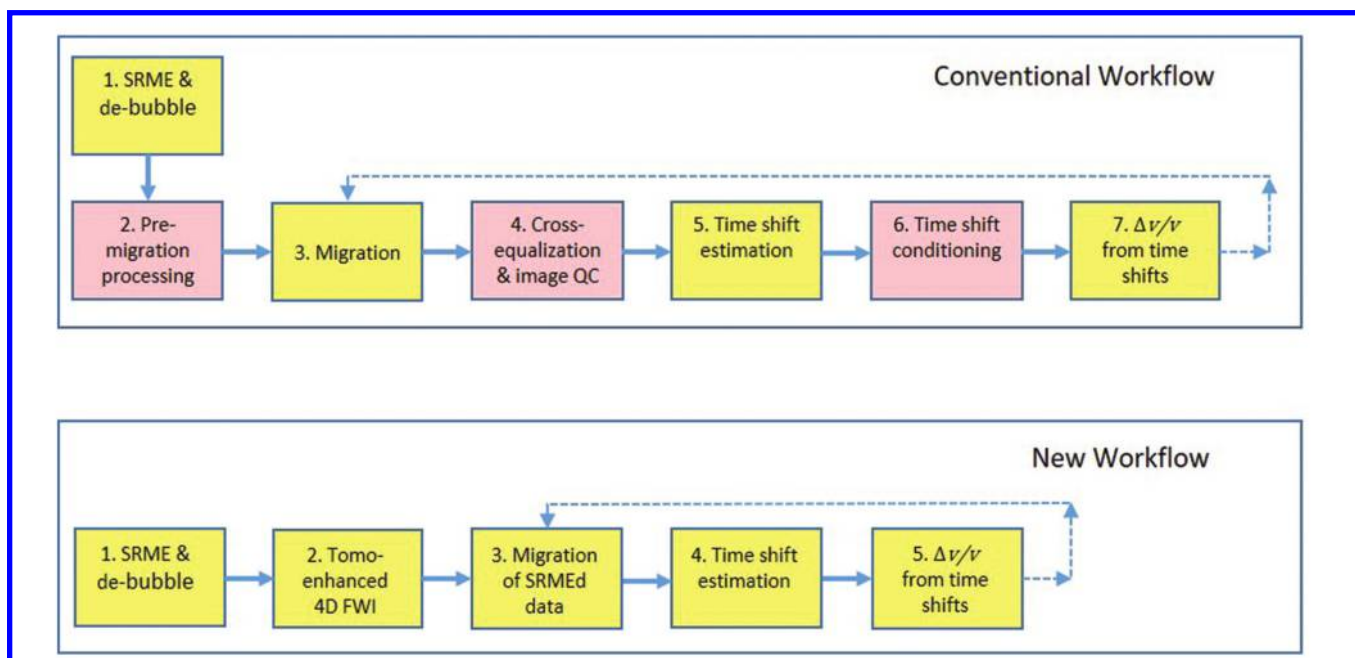 1. SRME &
de-bubble
Conventional Workflow
2. Pre-
migration
processing
3. Migration
4. Cross-
equalization
& image QC
5. Time shift
estimation
6. Time shift
conditioning
7. Δv/v
from time
shifts
New Workflow
1. SRME &
de-bubble
2. Tomo-
enhanced
4D FWI
3. Migration
of SRMEd
data
4. Time shift
estimation
5. Δv/v
from time
shifts